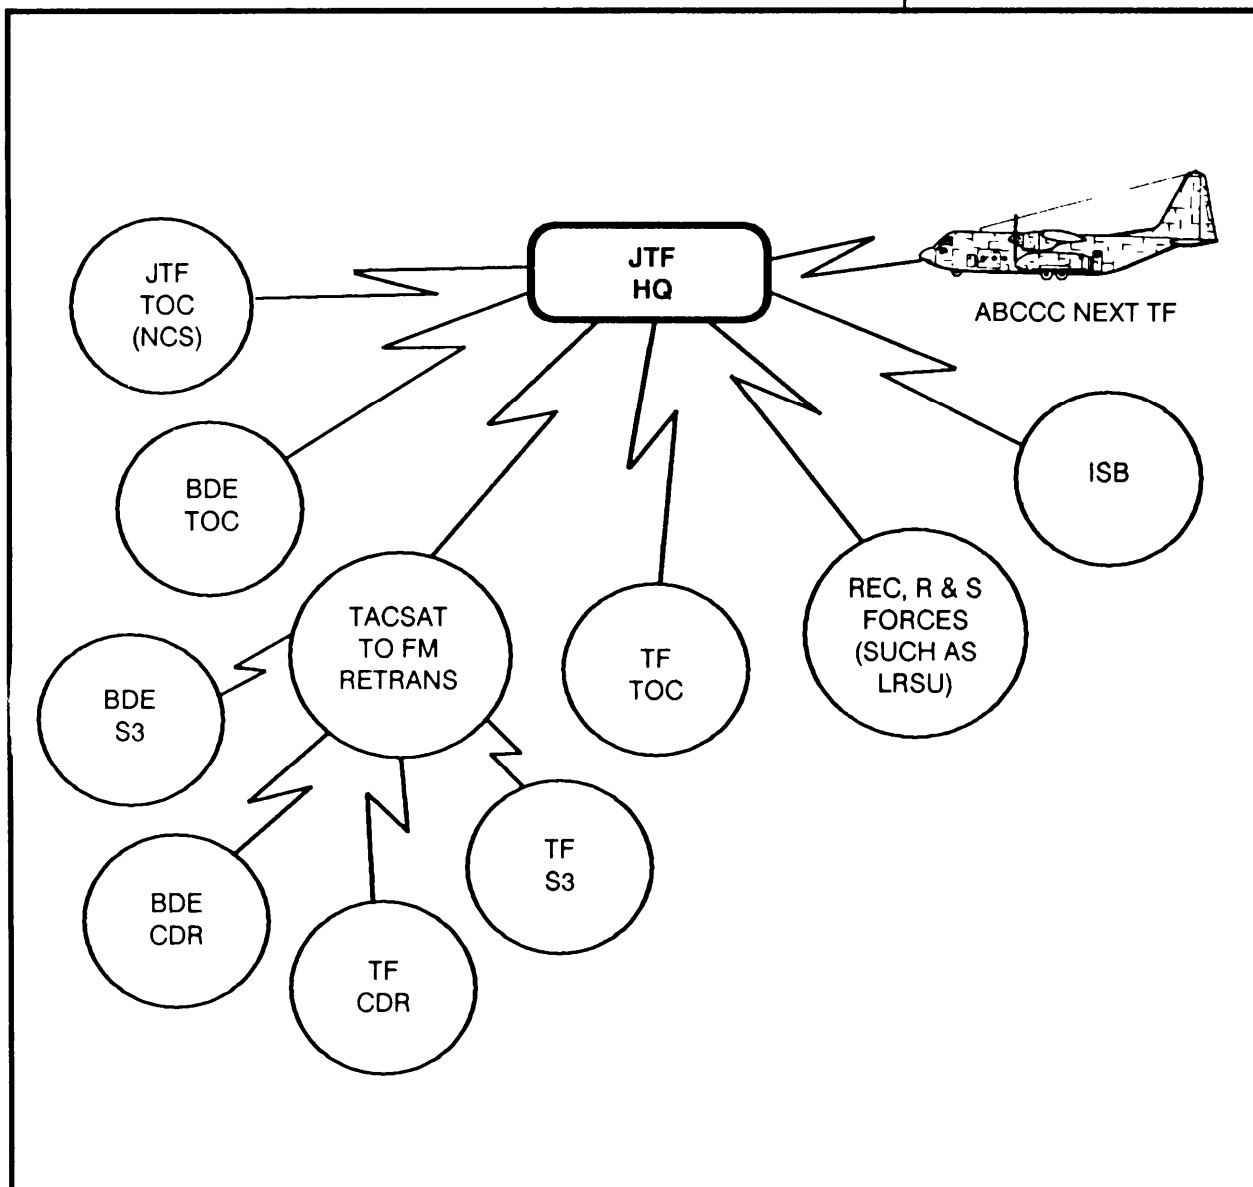 JTF
HQ
JTF
TOC
(NCS)
ABCCC NEXT TF
BDE
TOC
ISB
TACSAT
TO FM
RETRANS
TF
TOC
REC, R & S
FORCES
(SUCH AS
LRSU)
BDE
S3
TF
S3
BDE
CDR
TF
CDR